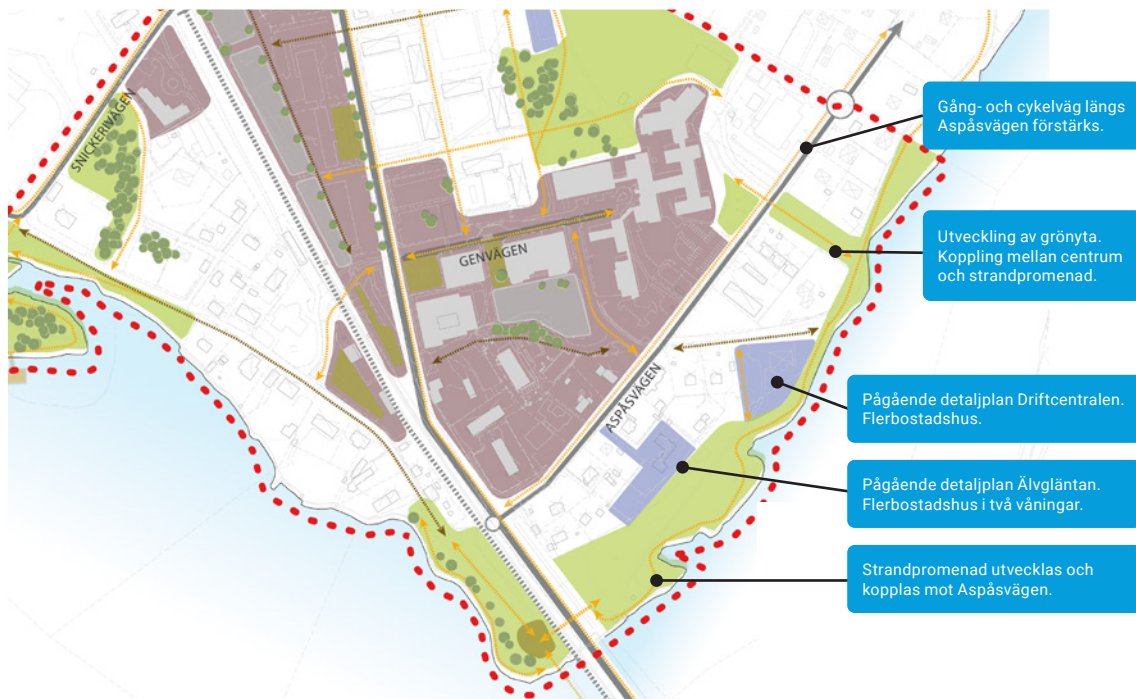 SNICKERIVÄGEN
GENVÄGEN
ASPÅSVÄGEN
Gång- och cykelväg längs
Aspåsvägen förstärks.
Utveckling av grönyta.
Koppling mellan centrum
och strandpromenad.
Pågående detaljplan Driftcentralen.
Flerbostadshus.
Pågående detaljplan Älvgläntan.
Flerbostadshus i två våningar.
Strandpromenad utvecklas och
kopplas mot Aspåsvägen.